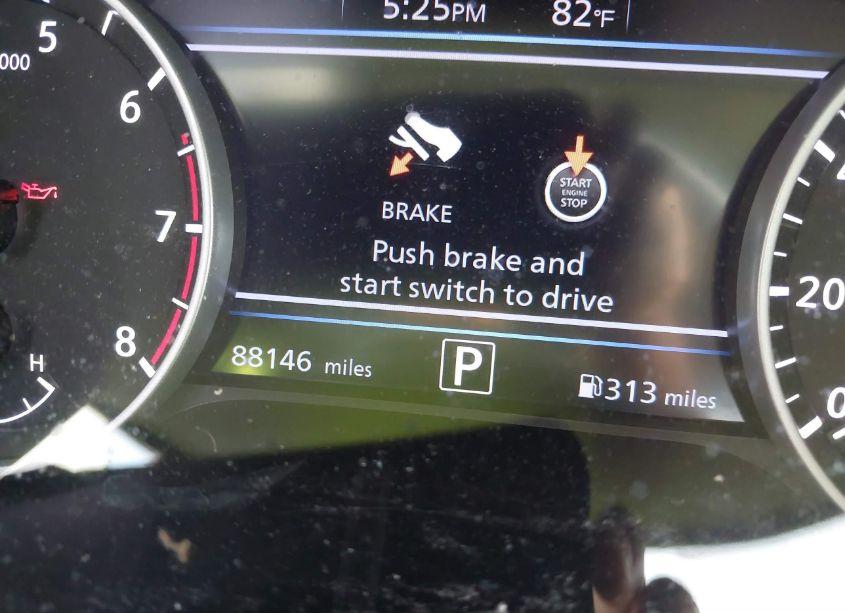 5:25PM 82°F
5
000
6
7
8
H
BRAKE
START
ENGINE
STOP
Push brake and
start switch to drive
88146 miles P 313 miles
20
0